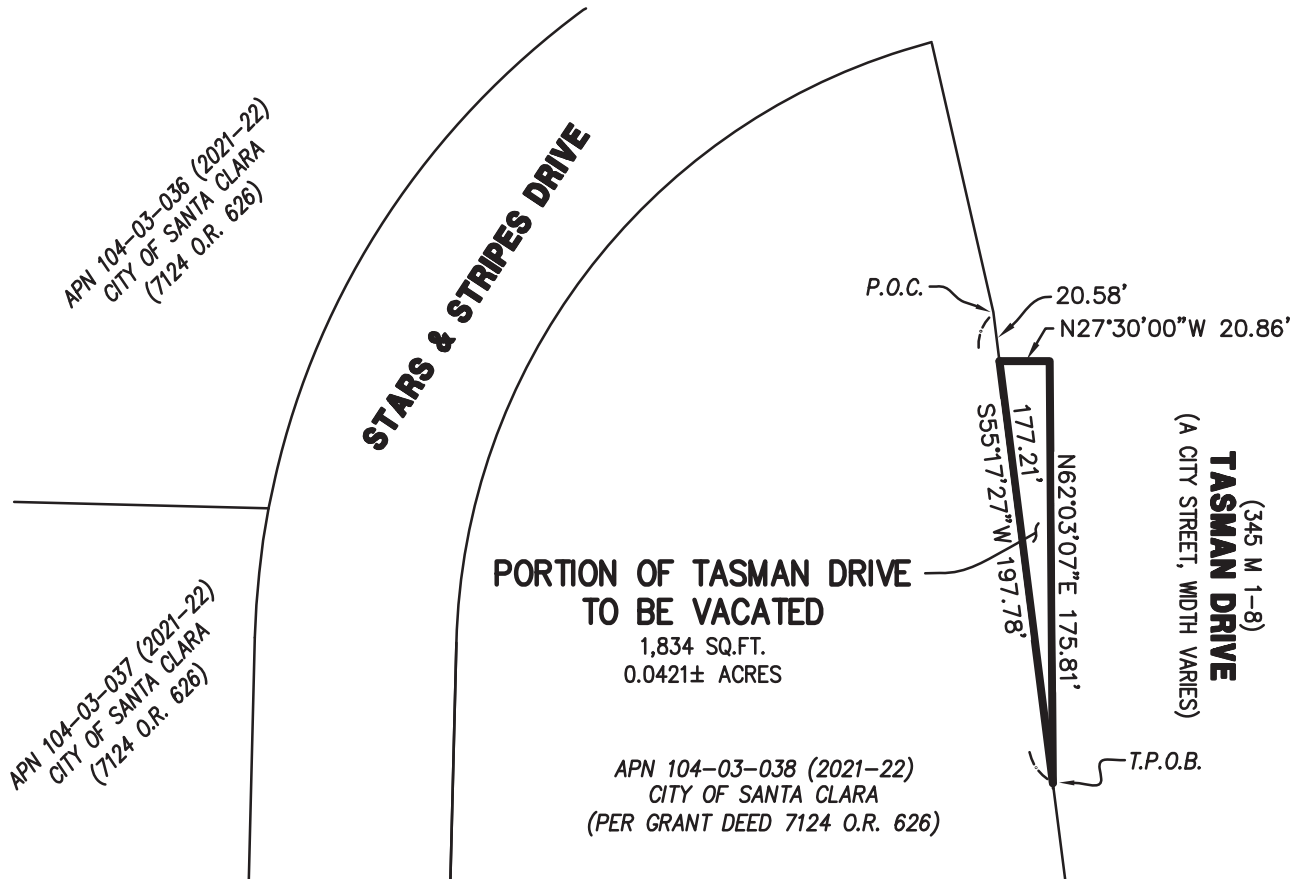 APN 104-03-036 (2021-22)
CITY OF SANTA CLARA
(7124 O.R. 626)
STARS & STRIPES DRIVE
P.O.C.
20.58'
N27°30'00"W 20.86'
177.21'
S55°17'27"W 197.78'
N62°03'07"E 175.81'
(345 M 1-8)
TASMAN DRIVE
(A CITY STREET, WIDTH VARIES)
PORTION OF TASMAN DRIVE
TO BE VACATED
1,834 SQ.FT.
0.0421± ACRES
APN 104-03-037 (2021-22)
CITY OF SANTA CLARA
(7124 O.R. 626)
T.P.O.B.
APN 104-03-038 (2021-22)
CITY OF SANTA CLARA
(PER GRANT DEED 7124 O.R. 626)